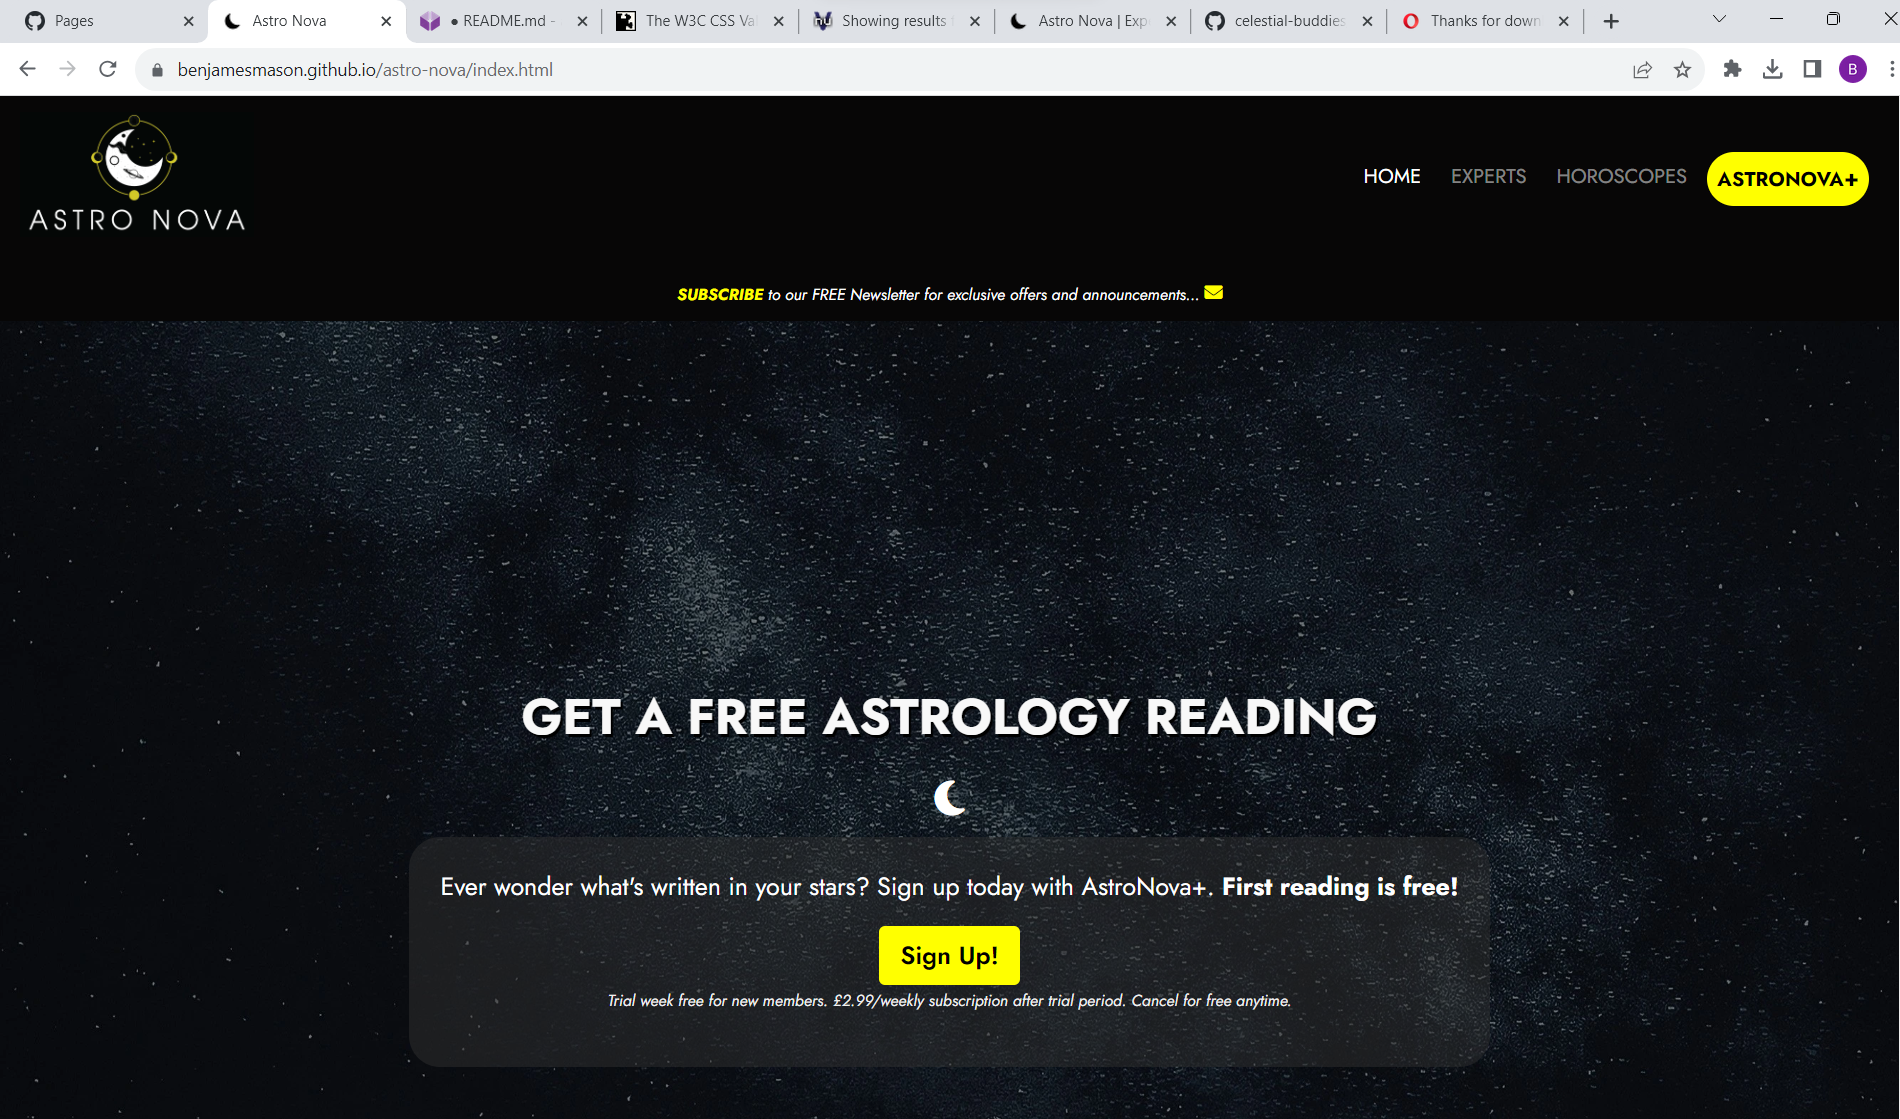 Pages
Astro Nova
● README.md -
The W3C CSS Va
Showing results
Astro Nova | Exp
celestial-buddies
Thanks for down
benjamesmason.github.io/astro-nova/index.html
B
ASTRO NOVA
HOME EXPERTS HOROSCOPES ASTRONOVA+
SUBSCRIBE to our FREE Newsletter for exclusive offers and announcements...
GET A FREE ASTROLOGY READING
Ever wonder what's written in your stars? Sign up today with AstroNova+. First reading is free!
Sign Up!
Trial week free for new members. £2.99/weekly subscription after trial period. Cancel for free anytime.